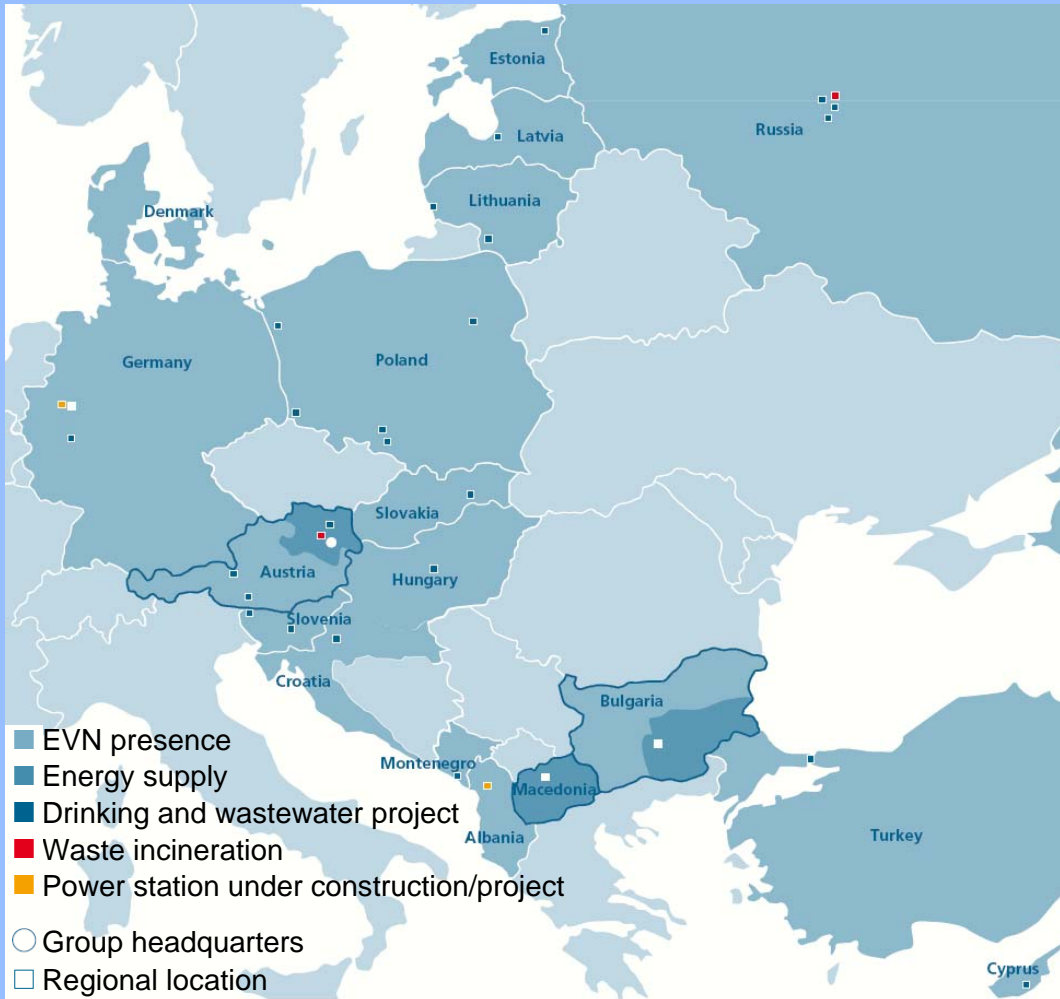 Estonia
Russia
Latvia
Lithuania
Denmark
Germany
Poland
Slovakia
Austria
Hungary
Slovenia
Croatia
Bulgaria
Montenegro
Macedonia
Albania
Turkey
Cyprus
EVN presence
Energy supply
Drinking and wastewater project
Waste incineration
Power station under construction/project
Group headquarters
Regional location